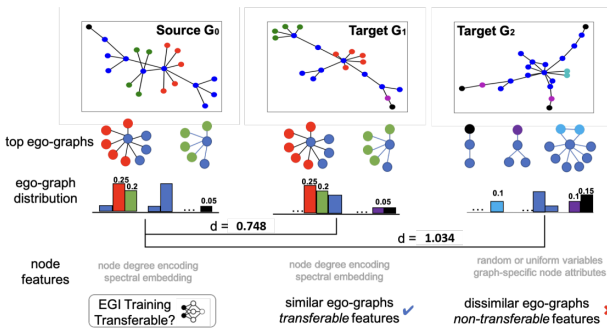 Source G0
Target G1
Target G2
top ego-graphs
ego-graph
distribution
0.25
0.2
0.05
0.25
0.2
0.05
0.1
0.1
0.15
...
...
...
...
...
d = 0.748
d = 1.034
node
features
node degree encoding
spectral embedding
node degree encoding
spectral embedding
random or uniform variables
graph-specific node attributes
EGI Training
Transferable?
similar ego-graphs
transferable features
dissimilar ego-graphs
non-transferable features